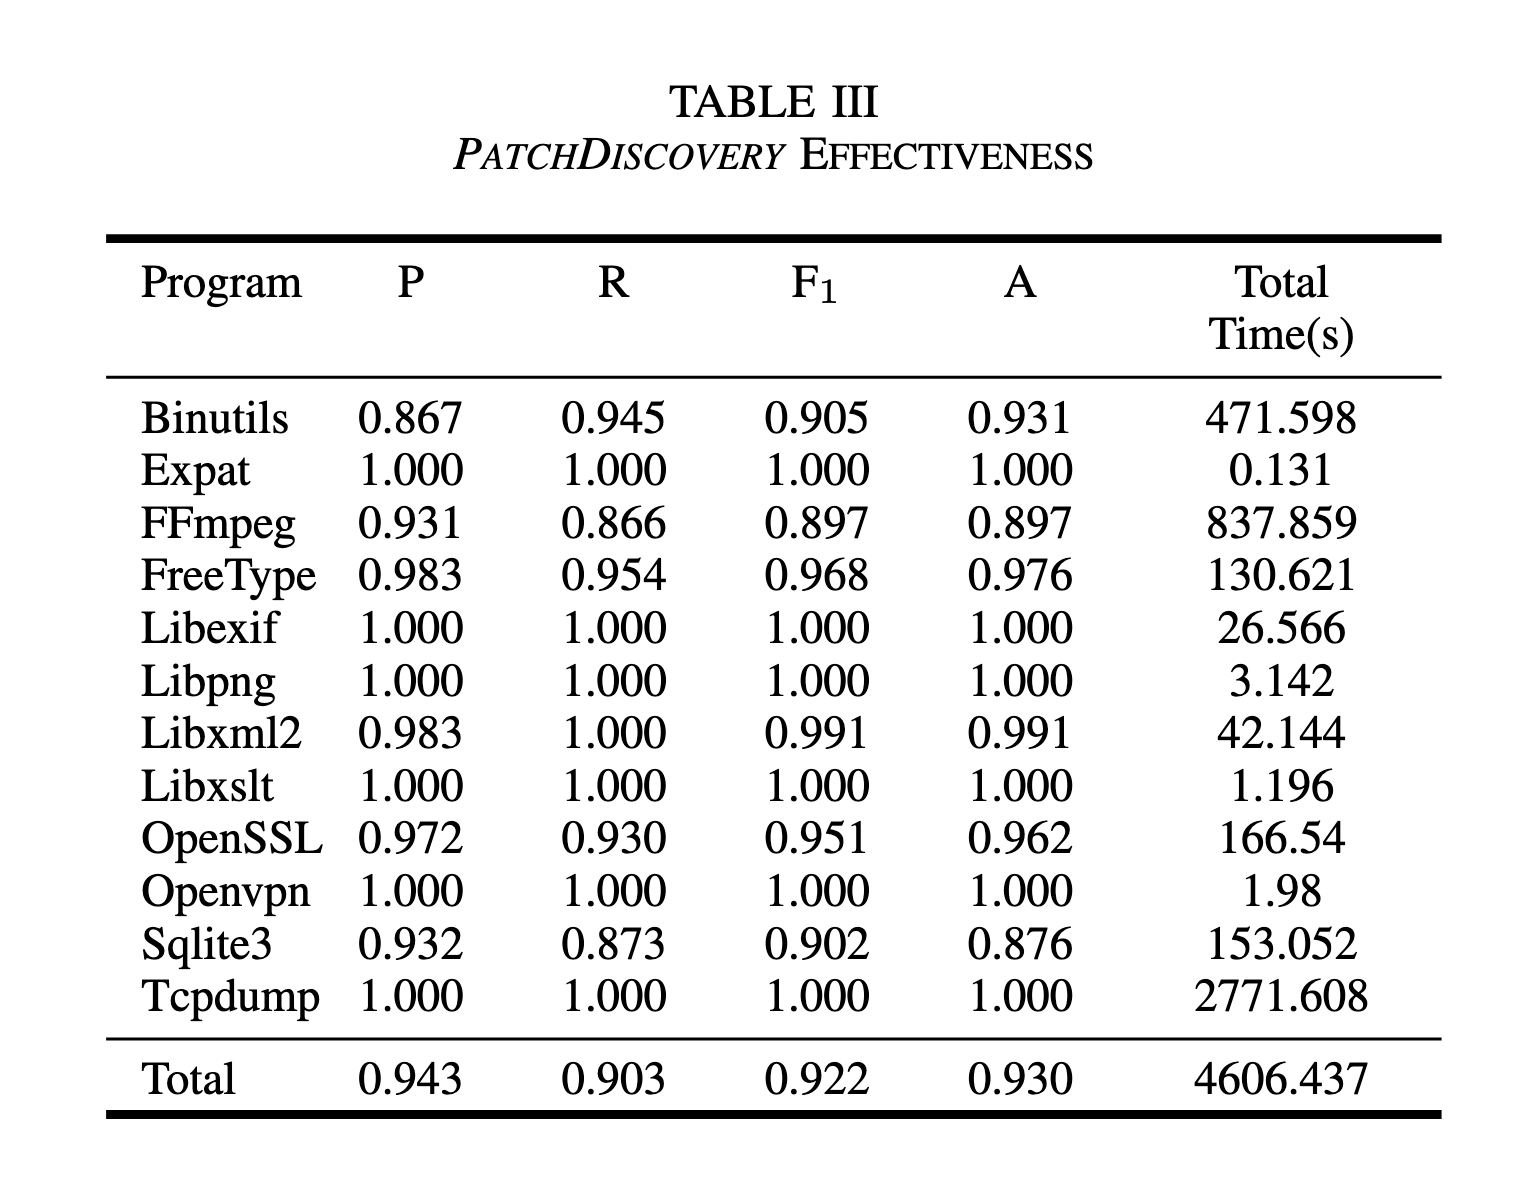 TABLE III
PATCHDISCOVERY EFFECTIVENESS
Program P R F1 A Total
Time(s)
Binutils 0.867 0.945 0.905 0.931 471.598
Expat 1.000 1.000 1.000 1.000 0.131
FFmpeg 0.931 0.866 0.897 0.897 837.859
FreeType 0.983 0.954 0.968 0.976 130.621
Libexif 1.000 1.000 1.000 1.000 26.566
Libpng 1.000 1.000 1.000 1.000 3.142
Libxml2 0.983 1.000 0.991 0.991 42.144
Libxslt 1.000 1.000 1.000 1.000 1.196
OpenSSL 0.972 0.930 0.951 0.962 166.54
Openvpn 1.000 1.000 1.000 1.000 1.98
Sqlite3 0.932 0.873 0.902 0.876 153.052
Tcpdump 1.000 1.000 1.000 1.000 2771.608
Total 0.943 0.903 0.922 0.930 4606.437